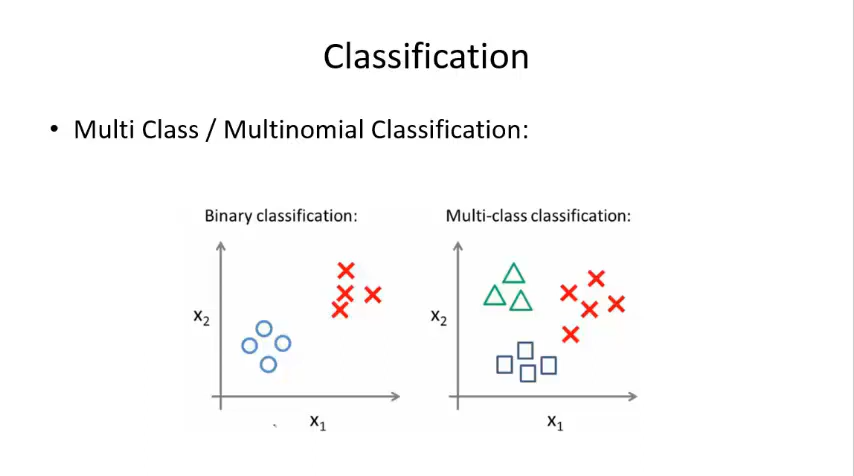 Classification
• Multi Class / Multinomial Classification:
Binary classification:
Multi-class classification:
x₂
x₂
x₁
x₁